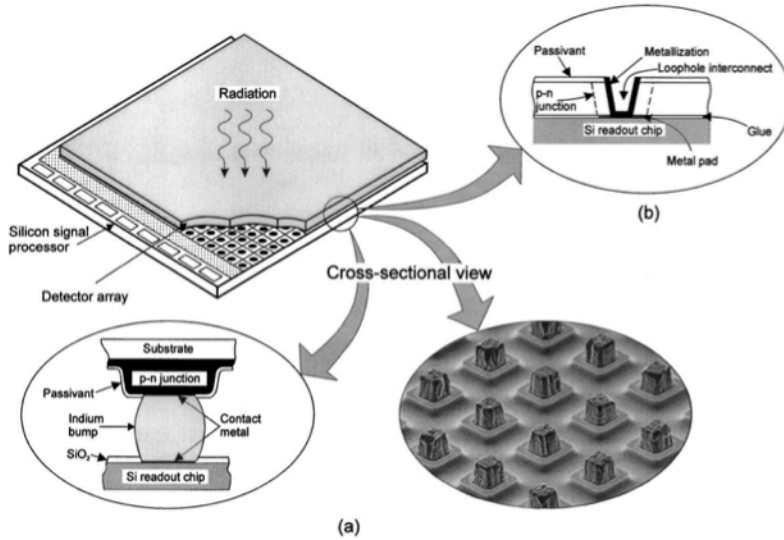 Radiation
Silicon signal
processor
Detector array
Cross-sectional view
Passivant
Metallization
Loophole interconnect
p-n
junction
Si readout chip
Glue
Metal pad
(b)
Substrate
p-n junction
Passivant
Indium
bump
Contact
metal
SiO₂
Si readout chip
(a)